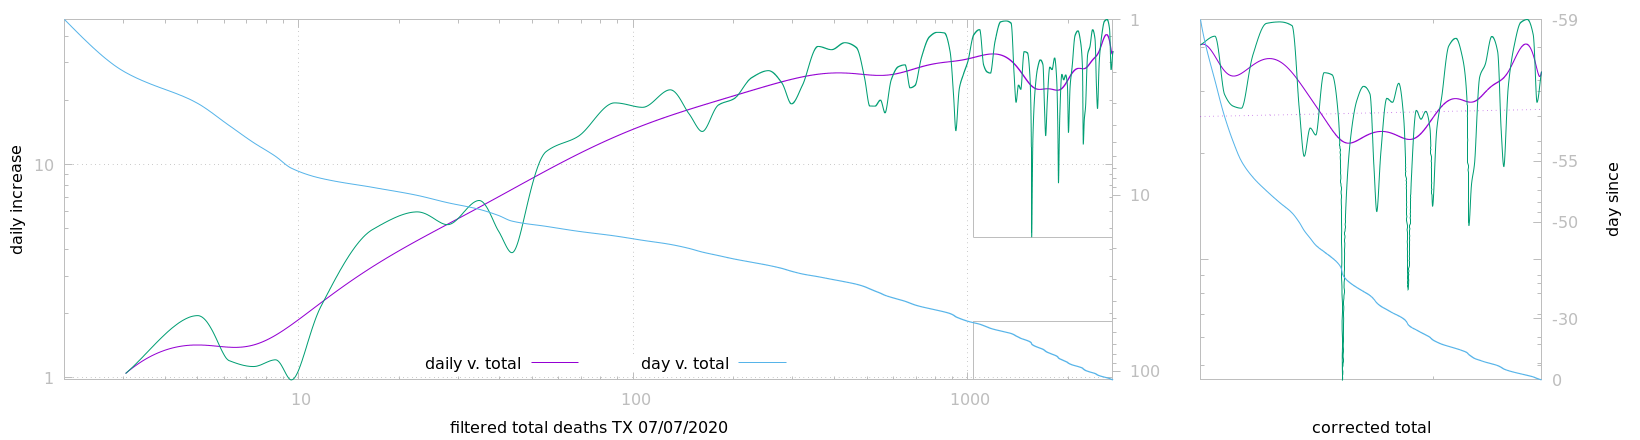 daily increase
10
1
10
100
1000
filtered total deaths TX 07/07/2020
daily v. total
day v. total
1
10
100
corrected total
-59
-55
-50
-30
0
day since